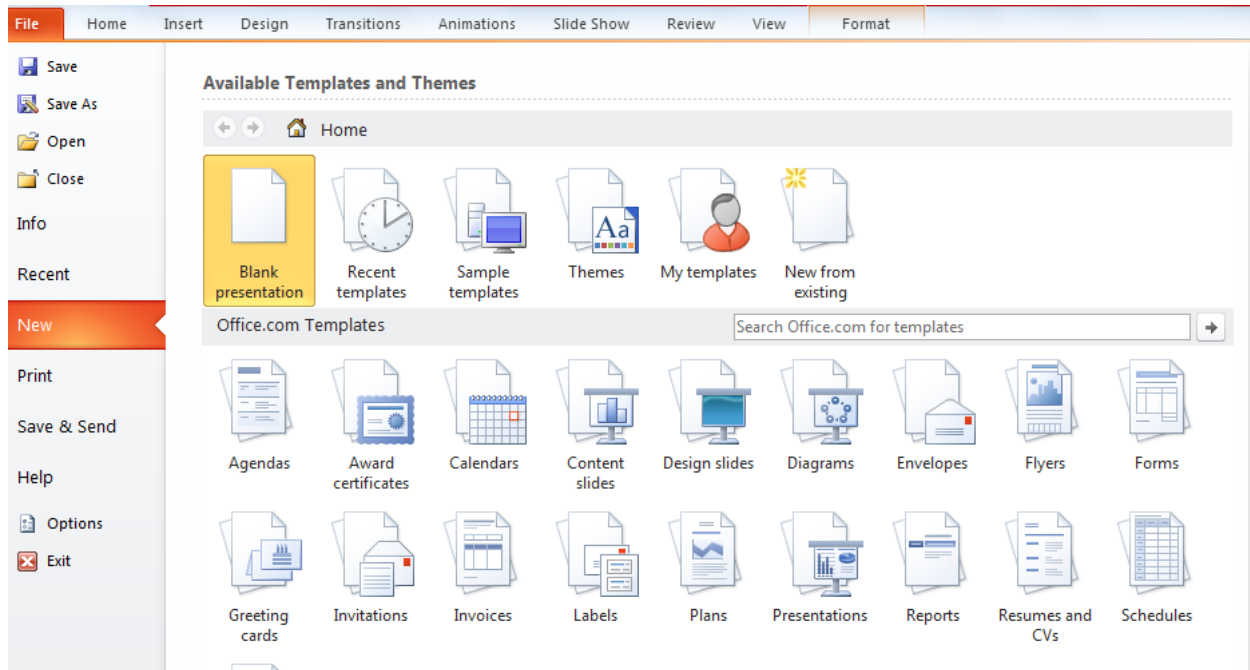 File Home Insert Design Transitions Animations Slide Show Review View Format
Save
Save As
Open
Close
Info
Recent
New
Print
Save & Send
Help
Options
Exit
Available Templates and Themes
Home
Blank presentation
Recent templates
Sample templates
Themes
My templates
New from existing
Office.com Templates
Search Office.com for templates
Agendas
Award certificates
Calendars
Content slides
Design slides
Diagrams
Envelopes
Flyers
Forms
Greeting cards
Invitations
Invoices
Labels
Plans
Presentations
Reports
Resumes and CVs
Schedules
Aa